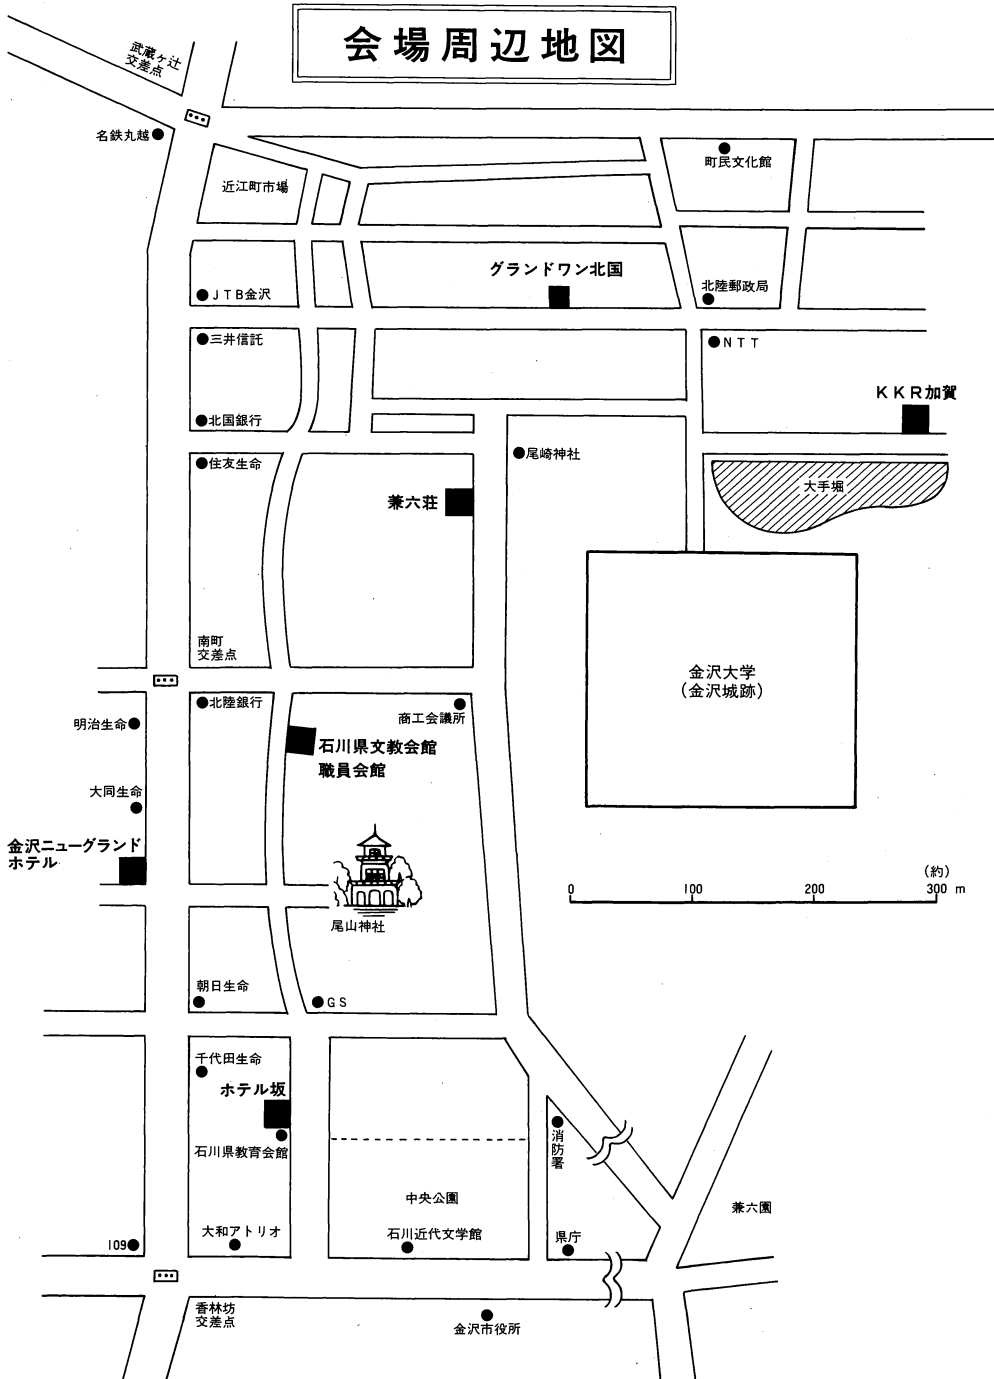 会場周辺地図
武蔵ヶ辻
交差点
名鉄丸越
近江町市場
町民文化館
グランドワン北国
北陸郵政局
JTB金沢
三井信託
NTT
KKR加賀
北国銀行
尾崎神社
住友生命
大手堀
兼六荘
南町
交差点
金沢大学
(金沢城跡)
北陸銀行
商工会議所
明治生命
石川県文教会館
職員会館
大同生命
金沢ニューグランド
ホテル
(約)
0 100 200 300 m
尾山神社
朝日生命
GS
千代田生命
ホテル坂
消防署
石川県教育会館
中央公園
兼六園
大和アトリオ
石川近代文学館
県庁
109
香林坊
交差点
金沢市役所